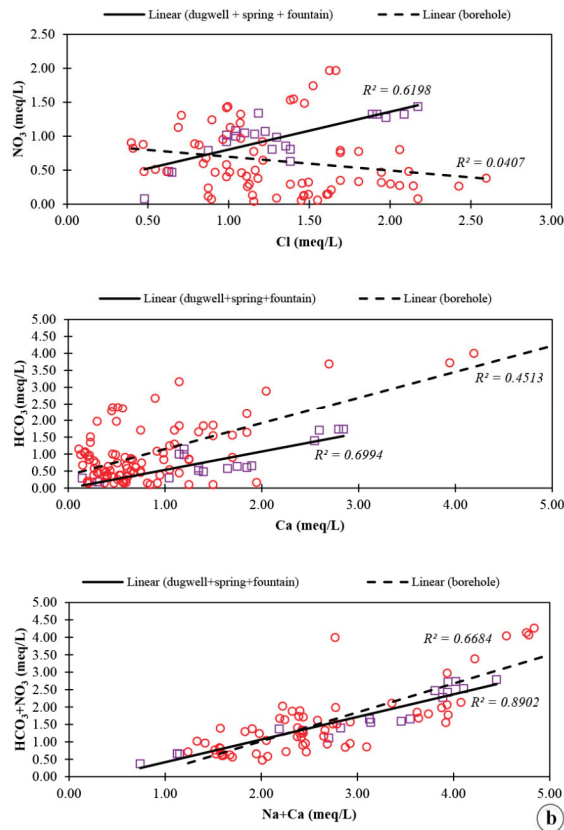 Linear (dugwell + spring + fountain) Linear (borehole)
2.50
2.00
1.50
1.00
0.50
0.00
NO3 (meq/L)
R² = 0.6198
R² = 0.0407
0.00 0.50 1.00 1.50 2.00 2.50 3.00
Cl (meq/L)
Linear (dugwell+spring+fountain) Linear (borehole)
5.00
4.50
4.00
3.50
3.00
2.50
2.00
1.50
1.00
0.50
0.00
HCO3 (meq/L)
R² = 0.4513
R² = 0.6994
0.00 1.00 2.00 3.00 4.00 5.00
Ca (meq/L)
Linear (dugwell+spring+fountain) Linear (borehole)
5.00
4.50
4.00
3.50
3.00
2.50
2.00
1.50
1.00
0.50
0.00
HCO3+NO3 (meq/L)
R² = 0.6684
R² = 0.8902
0.00 1.00 2.00 3.00 4.00 5.00
Na+Ca (meq/L)
b